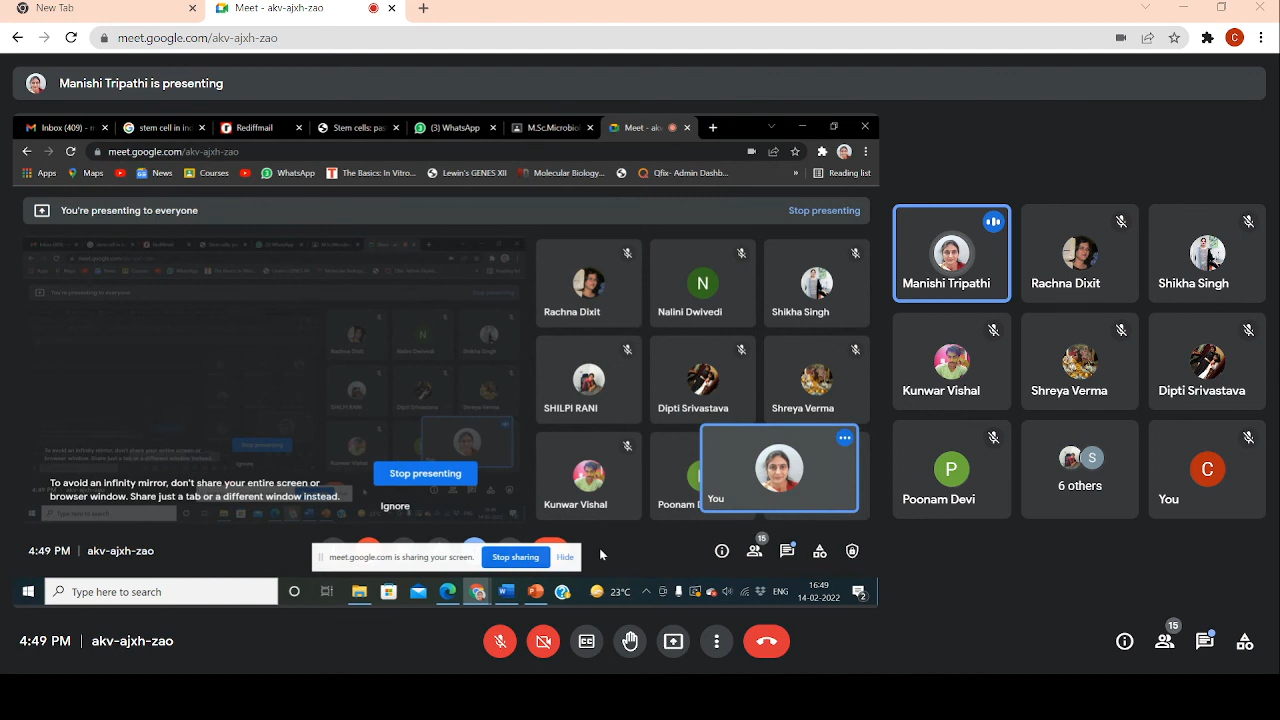 New Tab
Meet - akv-ajxh-zao
meet.google.com/akv-ajxh-zao
C
Manishi Tripathi is presenting
Inbox (409) - m
stem cell in ind
Rediffmail
Stem cells: pas
(3) WhatsApp
M.Sc.Microbiol
Meet - akv
meet.google.com/akv-ajxh-zao
Apps
Maps
News
Courses
WhatsApp
The Basics: In Vitro...
Lewin's GENES XII
Molecular Biology...
Qfix- Admin Dashb...
»
Reading list
You're presenting to everyone
Stop presenting
Rachna Dixit
N
Nalini Dwivedi
Shikha Singh
SHILPI RANI
Dipti Srivastava
Shreya Verma
Kunwar Vishal
Poonam
You
Stop presenting
To avoid an infinity mirror, don't share your entire screen or
browser window. Share just a tab or a different window instead.
Ignore
4:49 PM | akv-ajxh-zao
meet.google.com is sharing your screen.
Stop sharing
Hide
15
Type here to search
23°C
16:49
14-02-2022
2
Manishi Tripathi
Rachna Dixit
Shikha Singh
Kunwar Vishal
Shreya Verma
Dipti Srivastava
P
Poonam Devi
S
6 others
C
You
4:49 PM | akv-ajxh-zao
15